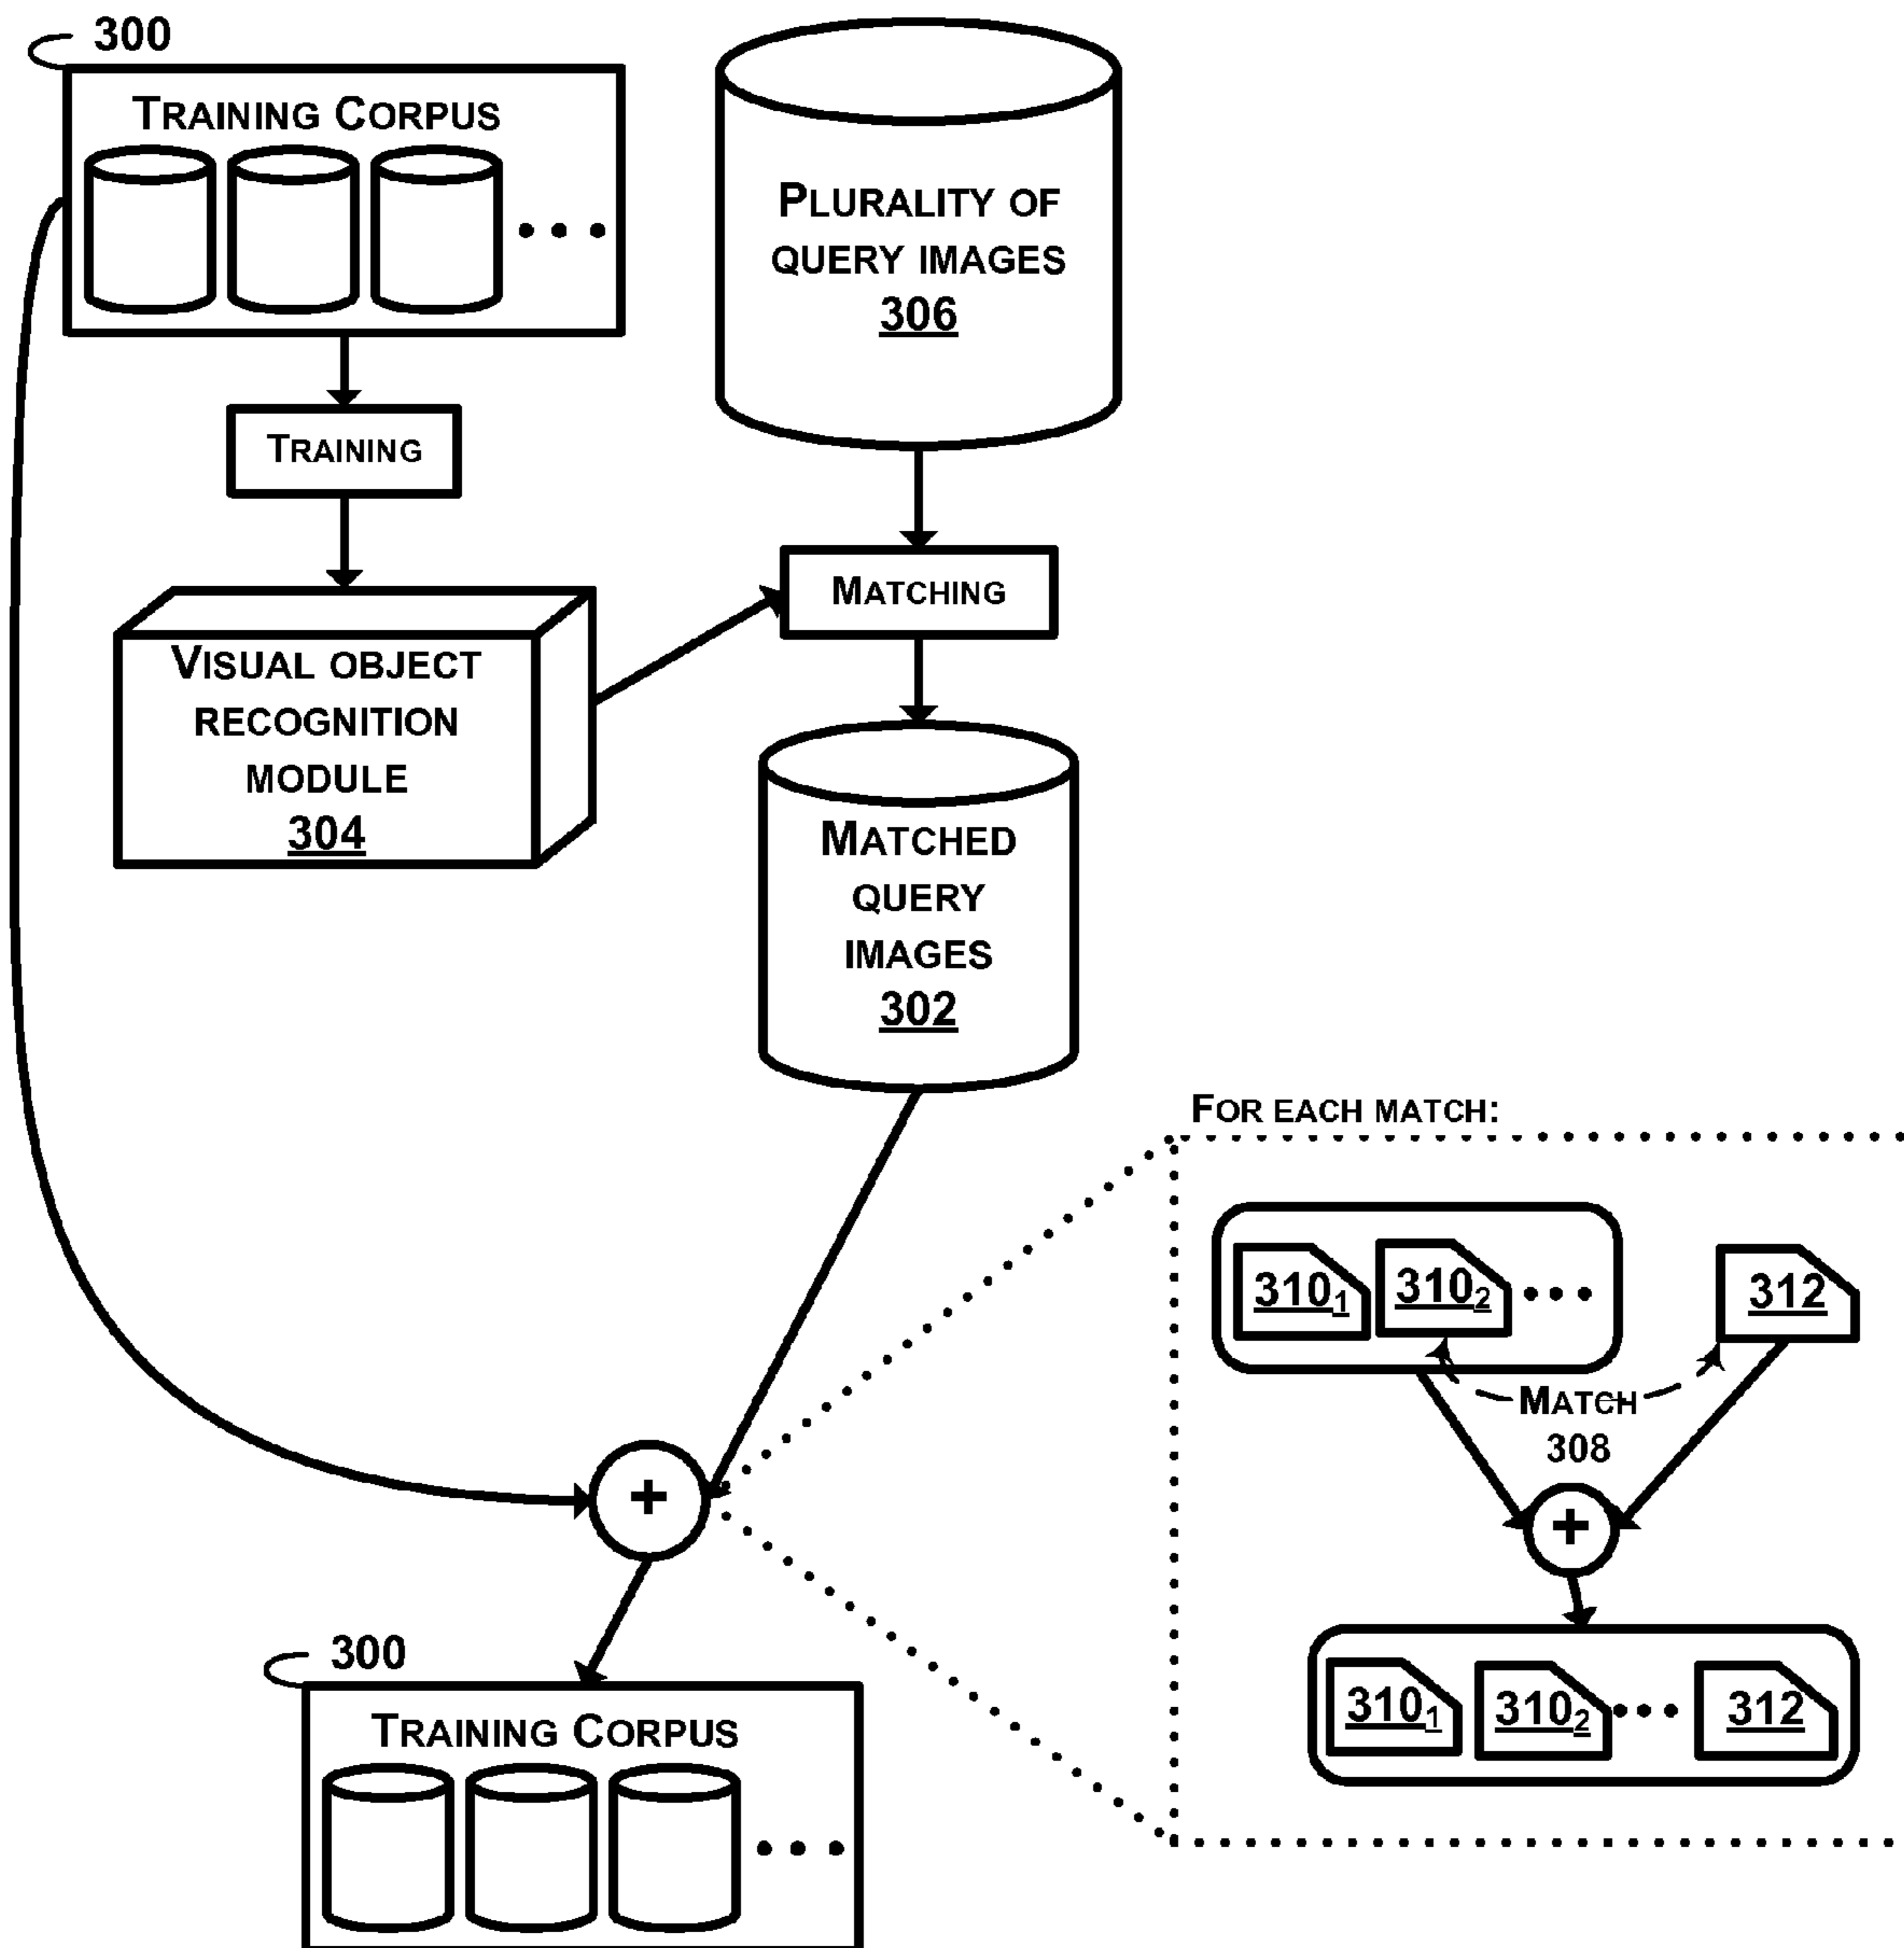 300
TRAINING CORPUS
PLURALITY OF
QUERY IMAGES
306
TRAINING
MATCHING
VISUAL OBJECT
RECOGNITION
MODULE
304
MATCHED
QUERY
IMAGES
302
FOR EACH MATCH:
310₁ 310₂ ••• 312
MATCH
308
+
+
310₁ 310₂ ••• 312
300
TRAINING CORPUS